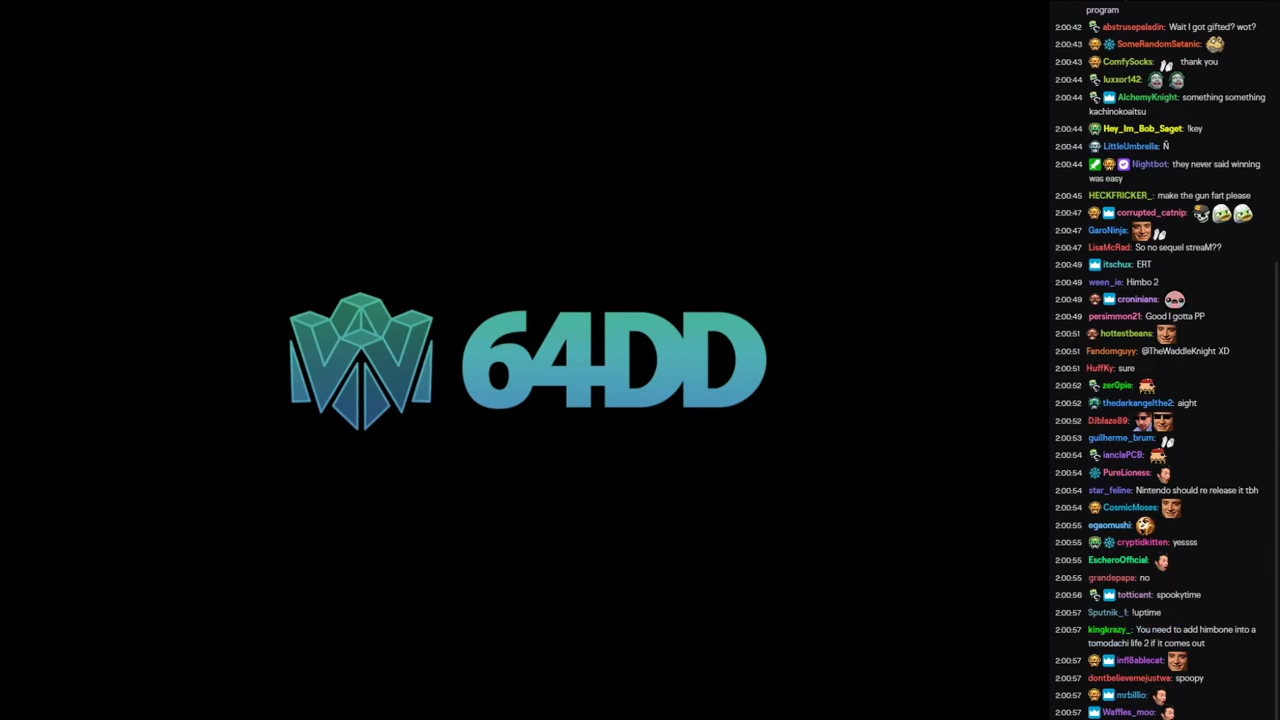 64DD
program
2:00:42 abstrusepaladin: Wait I got gifted? wot?
2:00:43 SomeRandomSatanic:
2:00:43 ComfySocks: thank you
2:00:44 luxxor142:
2:00:44 AlchemyKnight: something something
kachinokoaitsu
2:00:44 Hey_Im_Bob_Saget: !key
2:00:44 LittleUmbrella: Ñ
2:00:44 Nightbot: they never said winning
was easy
2:00:45 HECKFRICKER_: make the gun fart please
2:00:47 corrupted_catnip:
2:00:47 GaroNinja:
2:00:47 LisaMcRad: So no sequel streaM??
2:00:49 itschux: ERT
2:00:49 ween_ie: Himbo 2
2:00:49 croninians:
2:00:49 persimmon21: Good I gotta PP
2:00:51 hottestbeans:
2:00:51 Fandomguyy: @TheWaddleKnight XD
2:00:51 HuffKy: sure
2:00:52 zer0pie:
2:00:52 thedarkangelthe2: aight
2:00:52 DJblaze89:
2:00:53 guilherme_brum:
2:00:54 ianclaPCB:
2:00:54 PureLioness:
2:00:54 star_feline: Nintendo should re release it tbh
2:00:54 CosmicMoses:
2:00:55 egaomushi:
2:00:55 cryptidkitten: yessss
2:00:55 EscheroOfficial:
2:00:55 grandepapa: no
2:00:56 totticant: spookytime
2:00:57 Sputnik_1: !uptime
2:00:57 kingkrazy_: You need to add himbone into a
tomodachi life 2 if it comes out
2:00:57 infl8ablecat:
2:00:57 dontbelievemejustwa: spoopy
2:00:57 mrbillio:
2:00:57 Waffles_moo: